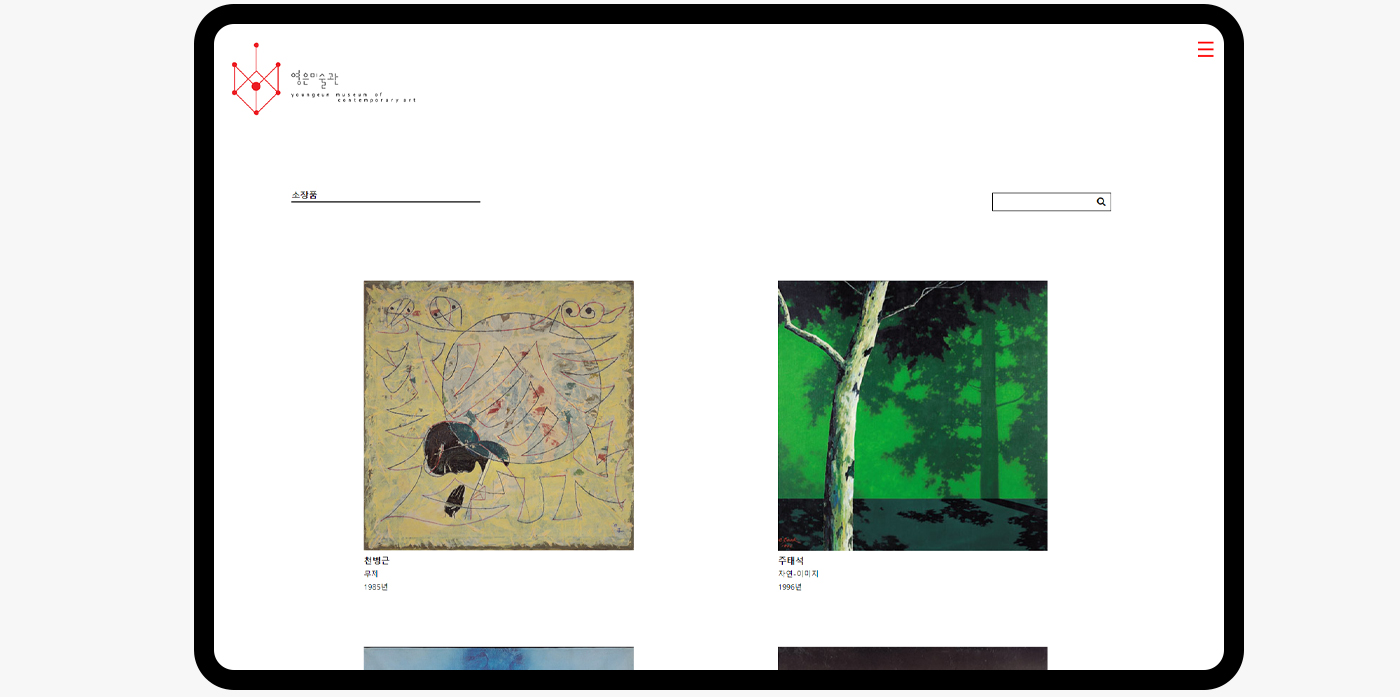 영은미술관
youngeun museum of
contemporary art
소장품
천병근
무제
1985년
주태석
자연-이미지
1996년